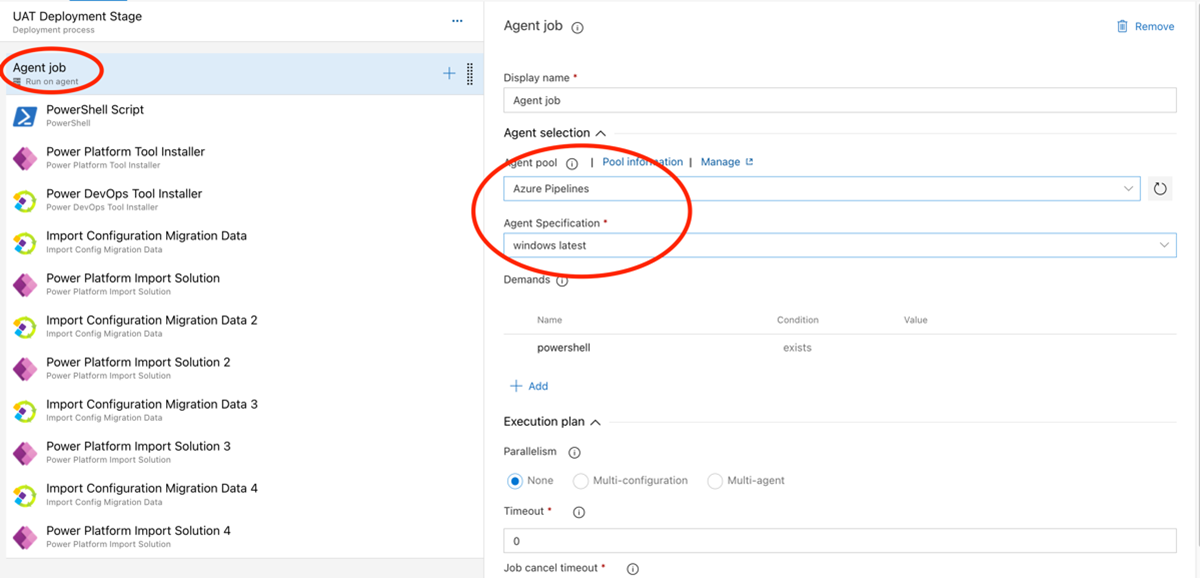 UAT Deployment Stage
Deployment process
Agent job
Run on agent
PowerShell Script
PowerShell
Power Platform Tool Installer
Power Platform Tool Installer
Power DevOps Tool Installer
Power DevOps Tool Installer
Import Configuration Migration Data
Import Configuration Migration Data
Power Platform Import Solution
Power Platform Import Solution
Import Configuration Migration Data 2
Import Config Migration Data
Power Platform Import Solution 2
Power Platform Import Solution
Import Configuration Migration Data 3
Import Config Migration Data
Power Platform Import Solution 3
Power Platform Import Solution
Import Configuration Migration Data 4
Import Config Migration Data
Power Platform Import Solution 4
Power Platform Import Solution
Agent job
Remove
Display name *
Agent job
Agent selection
Agent pool | Pool information | Manage
Azure Pipelines
Agent Specification *
windows latest
Demands
Name Condition Value
powershell exists
Add
Execution plan
Parallelism
None Multi-configuration Multi-agent
Timeout *
0
Job cancel timeout *